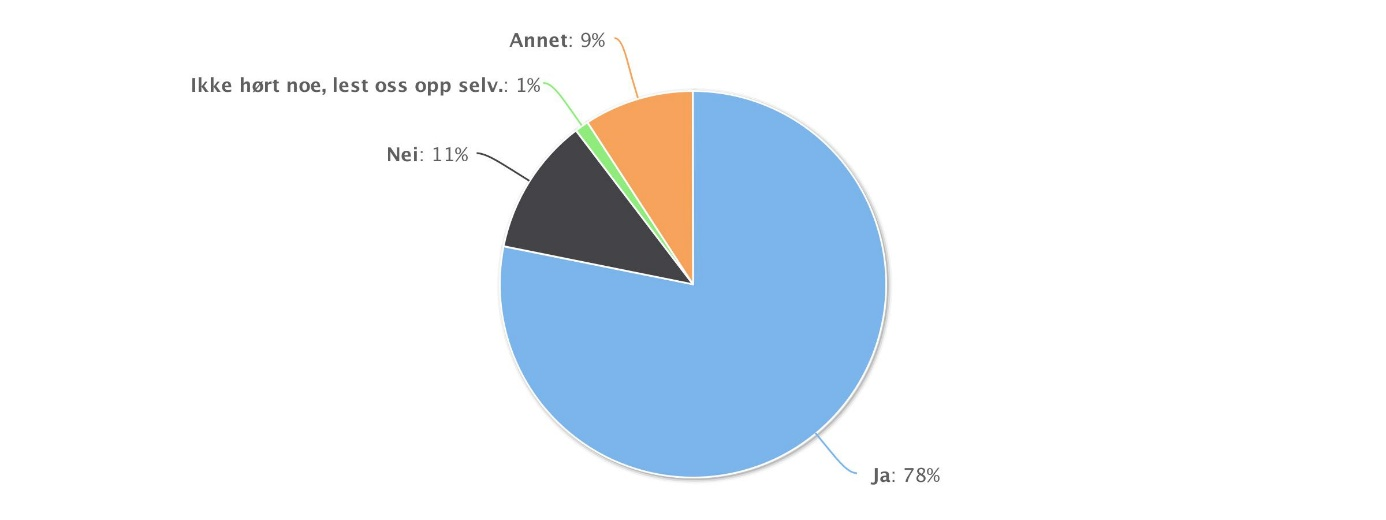 Annet: 9%
Ikke hørt noe, lest oss opp selv.: 1%
Nei: 11%
Ja: 78%